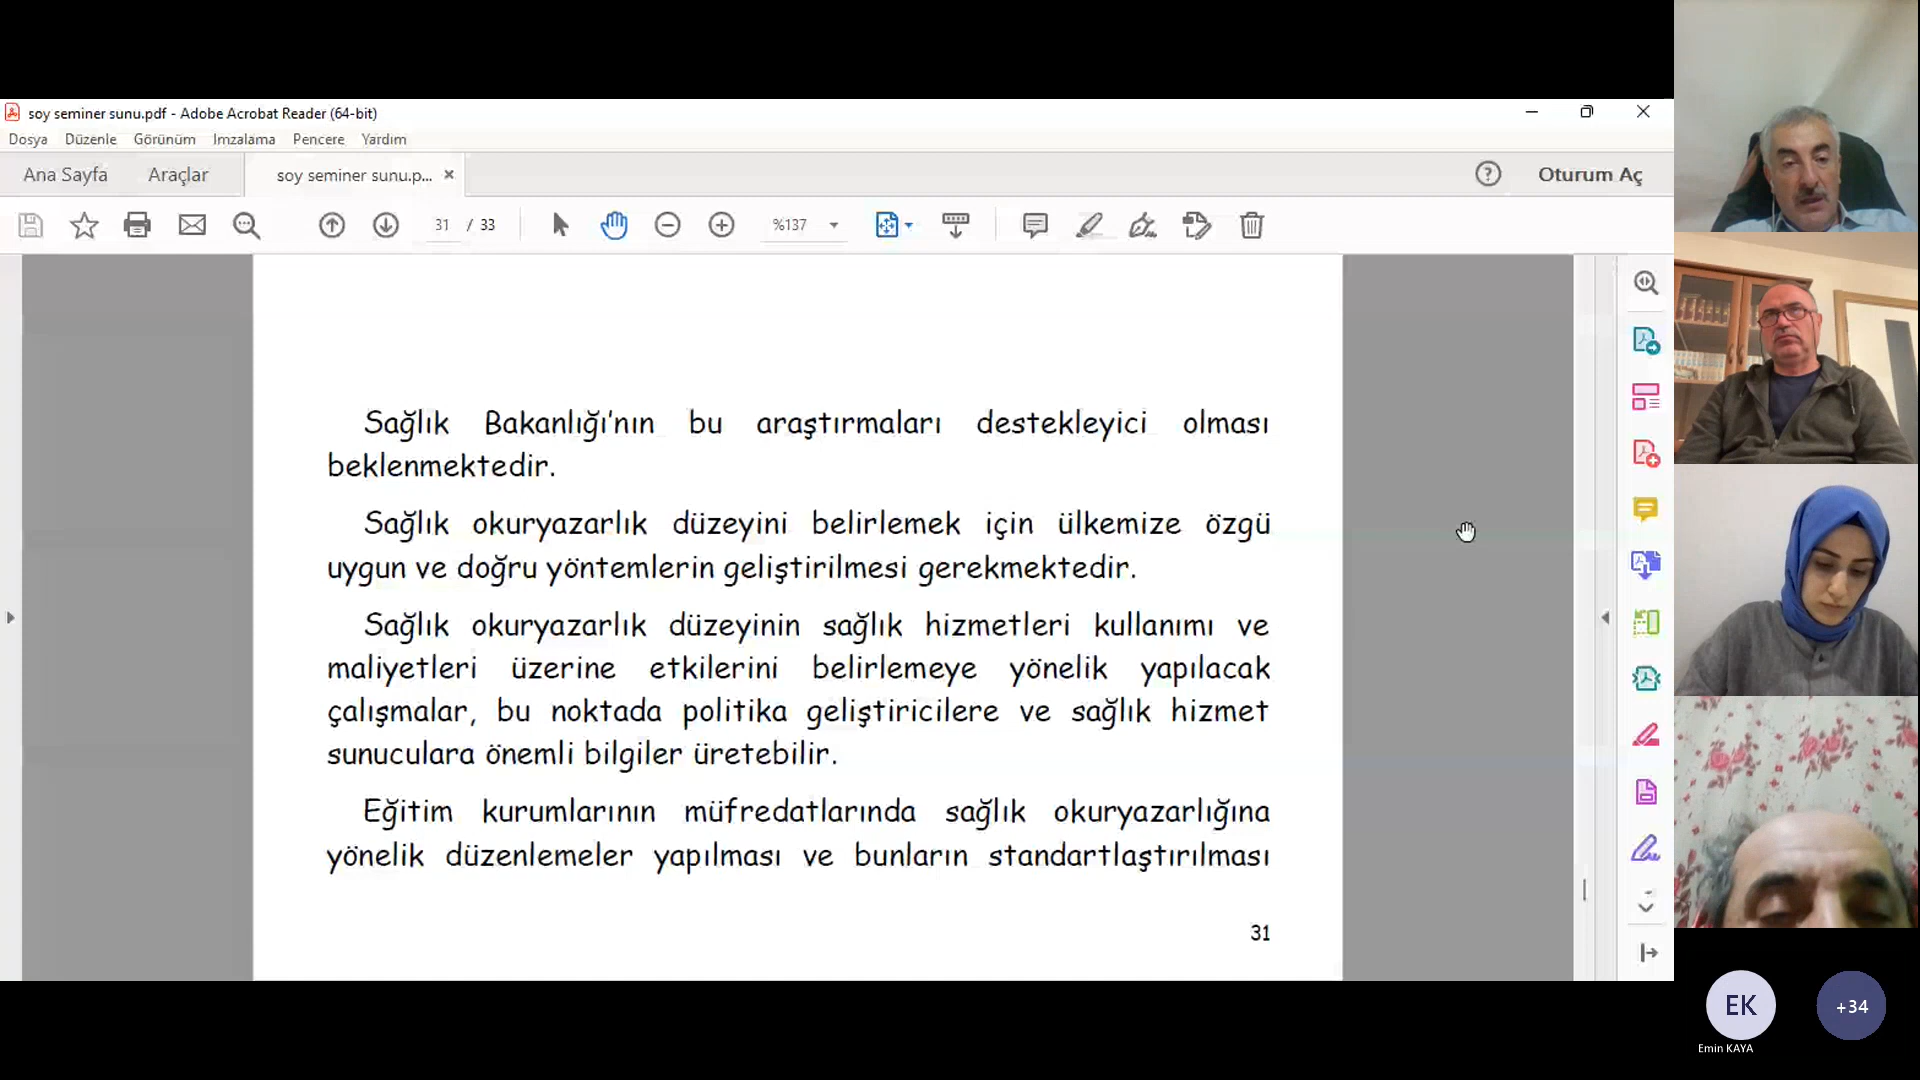 soy seminer sunu.pdf - Adobe Acrobat Reader (64-bit)
Dosya Düzenle Görünüm İmzalama Pencere Yardım
Ana Sayfa Araçlar soy seminer sunu.p... Oturum Aç
31 / 33 %137
Sağlık Bakanlığı'nın bu araştırmaları destekleyici olması
beklenmektedir.
Sağlık okuryazarlık düzeyini belirlemek için ülkemize özgü
uygun ve doğru yöntemlerin geliştirilmesi gerekmektedir.
Sağlık okuryazarlık düzeyinin sağlık hizmetleri kullanımı ve
maliyetleri üzerine etkilerini belirlemeye yönelik yapılacak
çalışmalar, bu noktada politika geliştiricilere ve sağlık hizmet
sunuculara önemli bilgiler üretebilir.
Eğitim kurumlarının müfredatlarında sağlık okuryazarlığına
yönelik düzenlemeler yapılması ve bunların standartlaştırılması
31
EK
+34
Emin KAYA